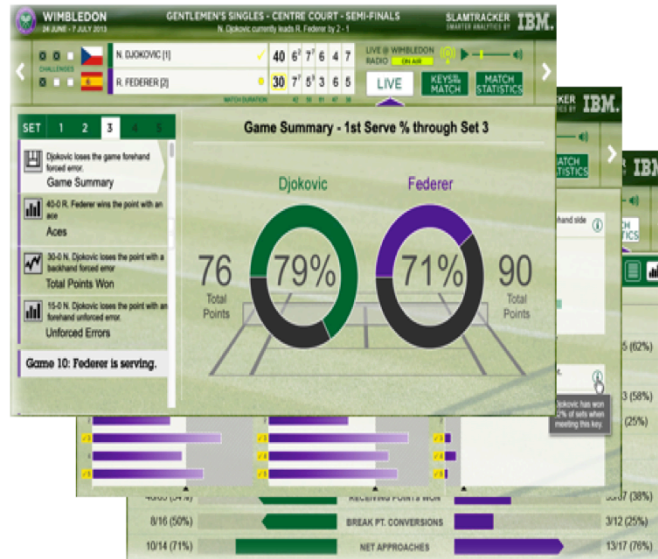 WIMBLEDON
24 JUNE - 7 JULY 2013
GENTLEMEN'S SINGLES - CENTRE COURT - SEMI-FINALS
N. Djokovic currently leads R. Federer by 2 - 1
SLAMTRACKER
SMARTER ANALYTICS BY
IBM.
CHALLENGES
N. DJOKOVIC [1]
40 6³ 7⁷ 6 4 7
R. FEDERER [2]
30 7⁷ 5³ 3 6 5
MATCH DURATION
LIVE @ WIMBLEDON
RADIO ON AIR
LIVE
KEYS TO THE MATCH
MATCH STATISTICS
SET 1 2 3 4 5
Djokovic loses the game forehand
forced error.
Game Summary
40-0 R. Federer wins the point with an
ace
Aces
30-0 N. Djokovic loses the point with a
backhand forced error
Total Points Won
15-0 N. Djokovic loses the point with an
forehand unforced error.
Unforced Errors
Game 10: Federer is serving.
Game Summary - 1st Serve % through Set 3
Djokovic
Federer
76
Total
Points
79%
71%
90
Total
Points
IBM.
hand side
5 (62%)
3 (58%)
(25%)
jokovic has won
2% of sets when
meeting this key.
RECEIVING POINTS WON
(38%)
8/16 (50%)
BREAK PT. CONVERSIONS
3/12 (25%)
10/14 (71%)
NET APPROACHES
13/17 (76%)